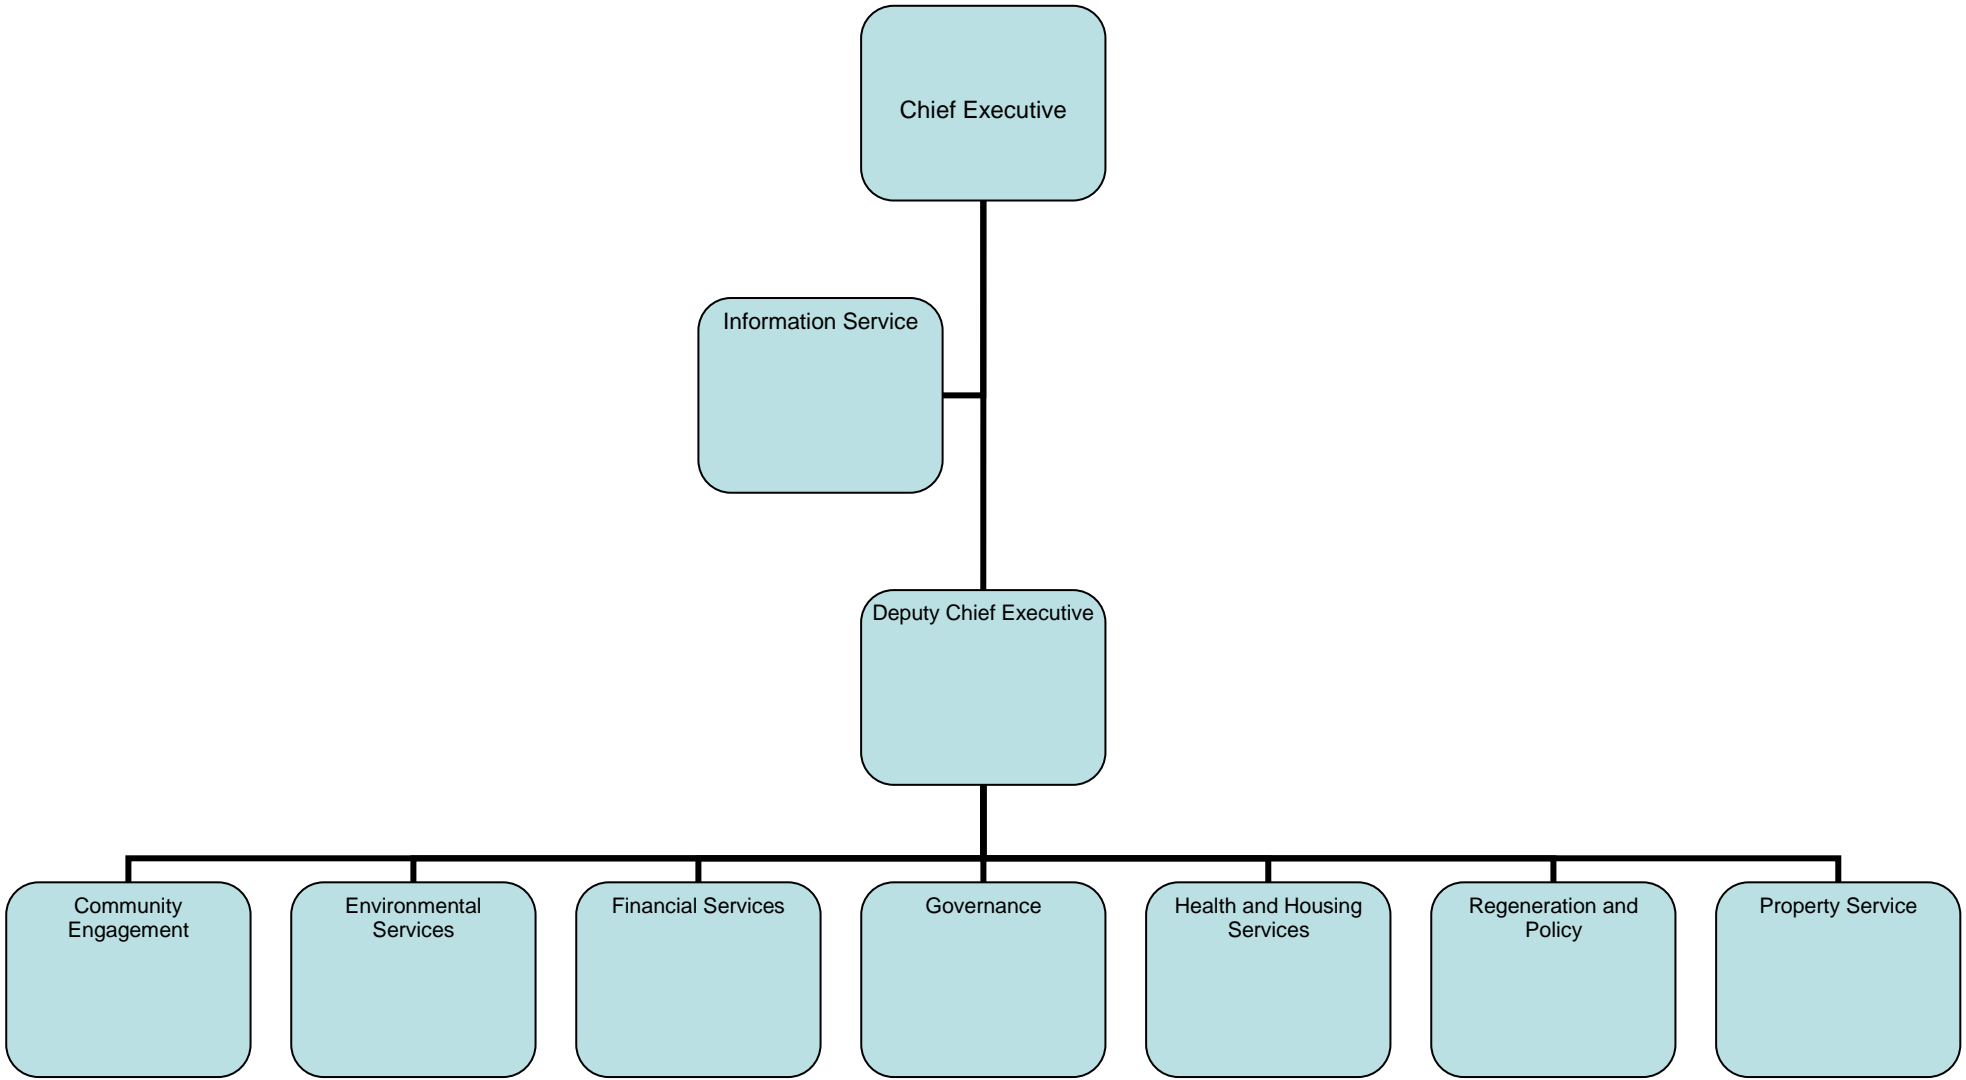 Chief Executive
Information Service
Deputy Chief Executive
Community
Engagement
Environmental
Services
Financial Services
Governance
Health and Housing
Services
Regeneration and
Policy
Property Service